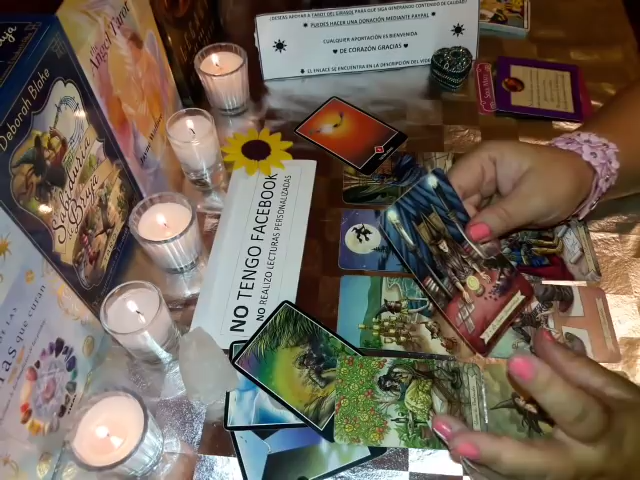 ¿DESEAS APOYAR A TAROT DEL GIRASOL PARA QUE SIGA GENERANDO CONTENIDO DE CALIDAD?
PUEDES HACER UNA DONACIÓN MEDIANTE PAYPAL
CUALQUIER APORTACIÓN ES BIENVENIDA
♥ DE CORAZÓN GRACIAS ♥
EL ENLACE SE ENCUENTRA EN LA DESCRIPCIÓN DEL
Deborah Blake
Sabiduría
Bruja
the
Angel Tarot
NO TENGO FACEBOOK
NO REALIZO LECTURAS PERSONALIZADAS
que curan